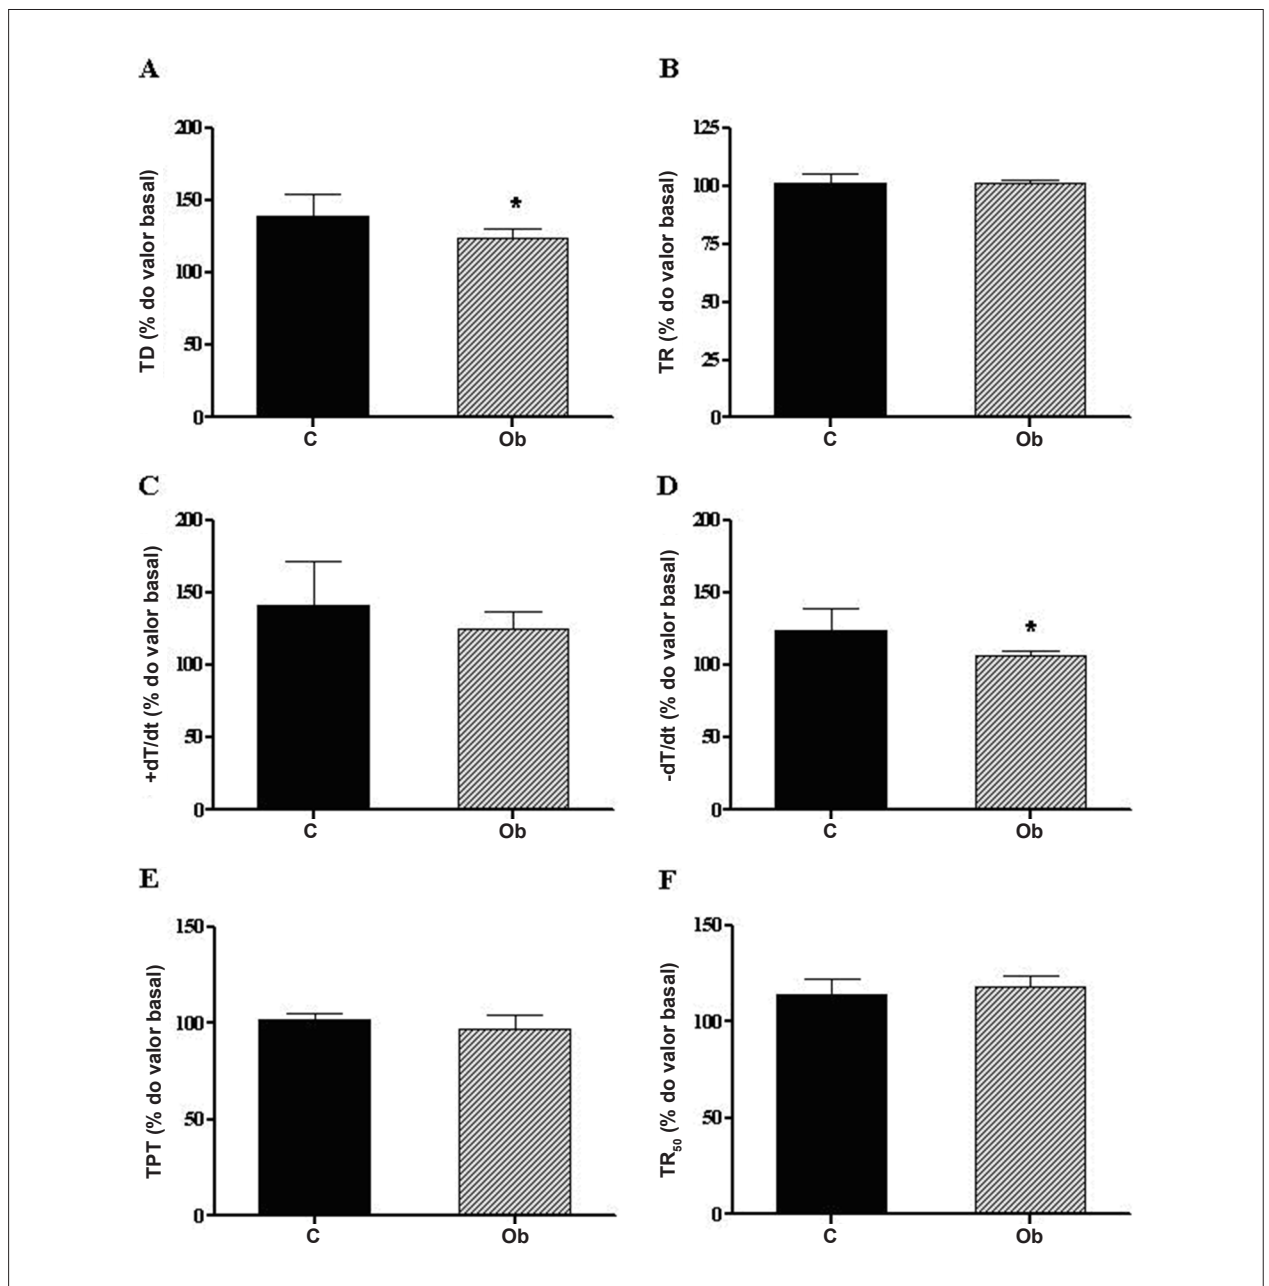 A
TD (% do valor basal)
200
150
100
50
0
*
C
Ob
B
TR (% do valor basal)
125
100
75
50
25
0
C
Ob
C
+dT/dt (% do valor basal)
200
150
100
50
0
C
Ob
D
-dT/dt (% do valor basal)
200
150
100
50
0
*
C
Ob
E
TPT (% do valor basal)
150
100
50
0
C
Ob
F
TR50 (% do valor basal)
150
100
50
0
C
Ob